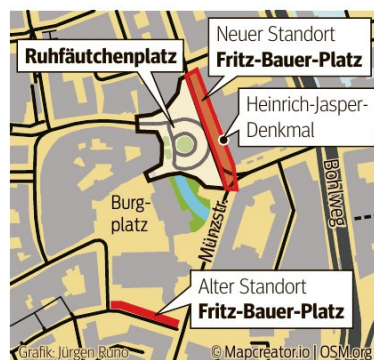 Neuer Standort
Fritz-Bauer-Platz
Ruhfäutchenplatz
Heinrich-Jasper-
Denkmal
Bohlweg
Burg-
platz
Münzstr.
Alter Standort
Fritz-Bauer-Platz
Grafik: Jürgen Runo
© Mapcreator.io | OSM.org